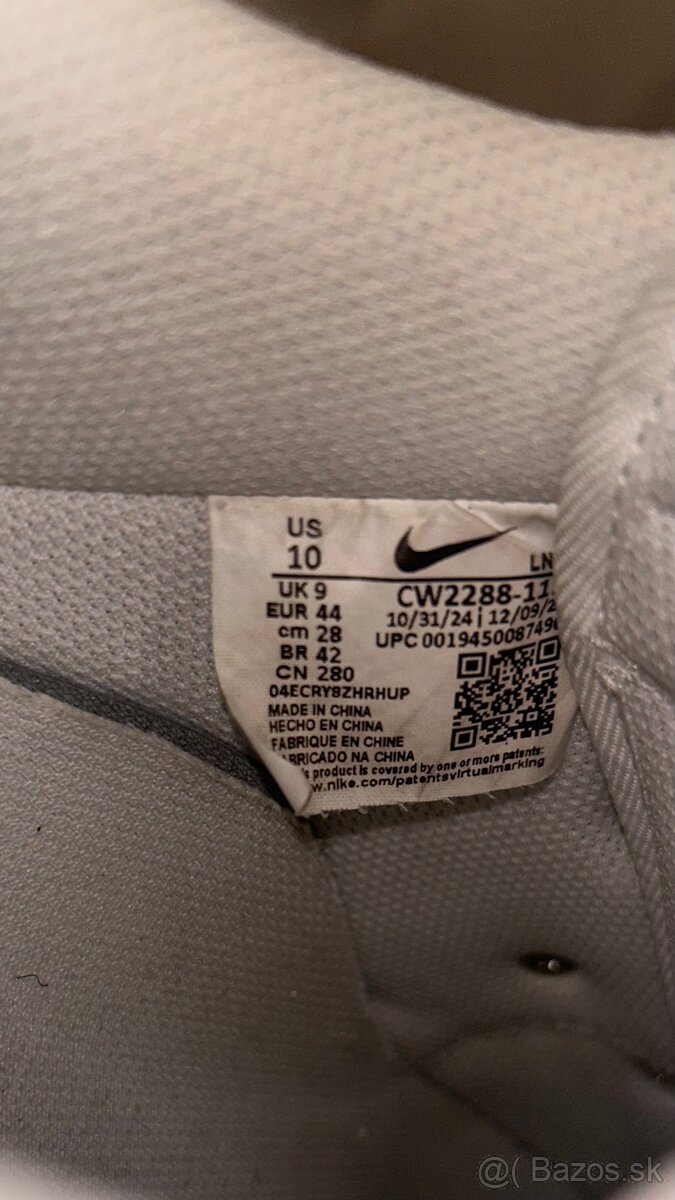 US
10
LN
UK 9
CW2288-11
EUR 44
10/31/24 | 12/09/2
cm 28
UPC 00194500874
BR 42
CN 280
04ECRY8ZHRHUP
MADE IN CHINA
HECHO EN CHINA
FABRIQUE EN CHINE
ABRICADO NA CHINA
s product is covered by one or more patents:
w.nike.com/patentsvirtualmarking
@( Bazos.sk